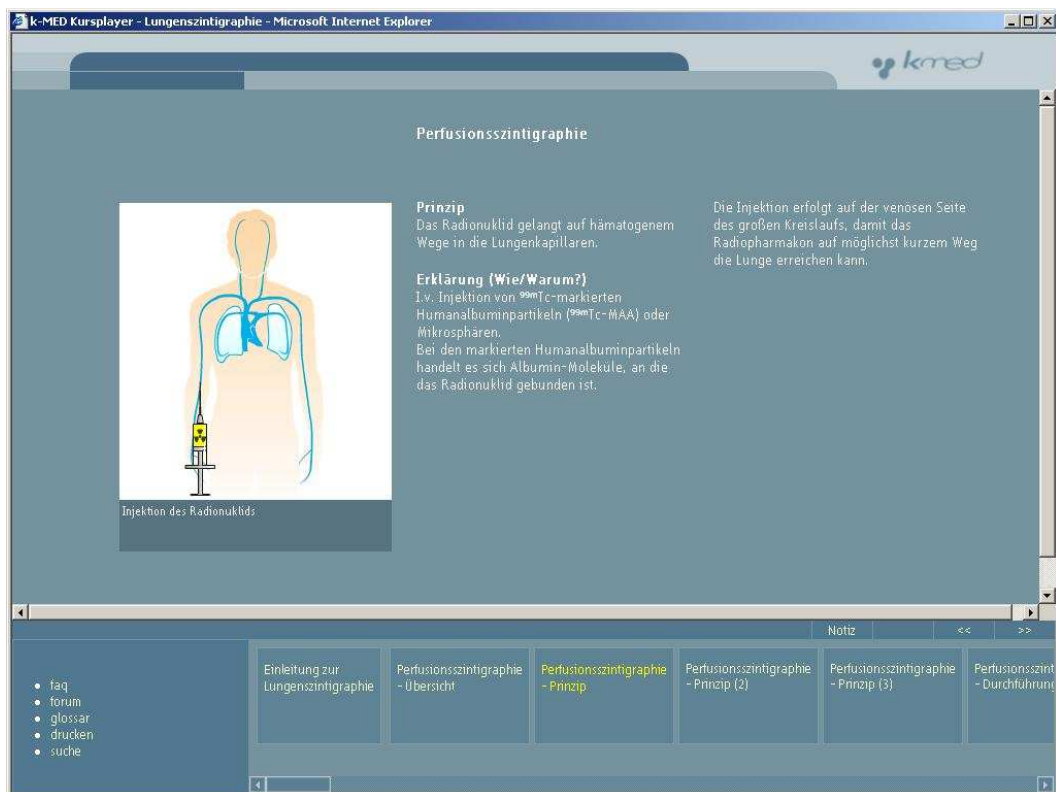 k-MED Kursplayer - Lungenszintigraphie - Microsoft Internet Explorer
kmed
Perfusionsszintigraphie
Prinzip
Das Radionuklid gelangt auf hämatogenem
Wege in die Lungenkapillaren.
Erklärung (Wie/Warum?)
I.v. Injektion von ⁹⁹ᵐTc-markierten
Humanalbuminpartikeln (⁹⁹ᵐTc-MAA) oder
Mikrosphären.
Bei den markierten Humanalbuminpartikeln
handelt es sich Albumin-Moleküle, an die
das Radionuklid gebunden ist.
Die Injektion erfolgt auf der venösen Seite
des großen Kreislaufs, damit das
Radiopharmakon auf möglichst kurzem Weg
die Lunge erreichen kann.
Injektion des Radionuklids
Notiz
<<
>>
faq
forum
glossar
drucken
suche
Einleitung zur
Lungenszintigraphie
Perfusionsszintigraphie
- Übersicht
Perfusionsszintigraphie
- Prinzip
Perfusionsszintigraphie
- Prinzip (2)
Perfusionsszintigraphie
- Prinzip (3)
Perfusionsszint
- Durchführung